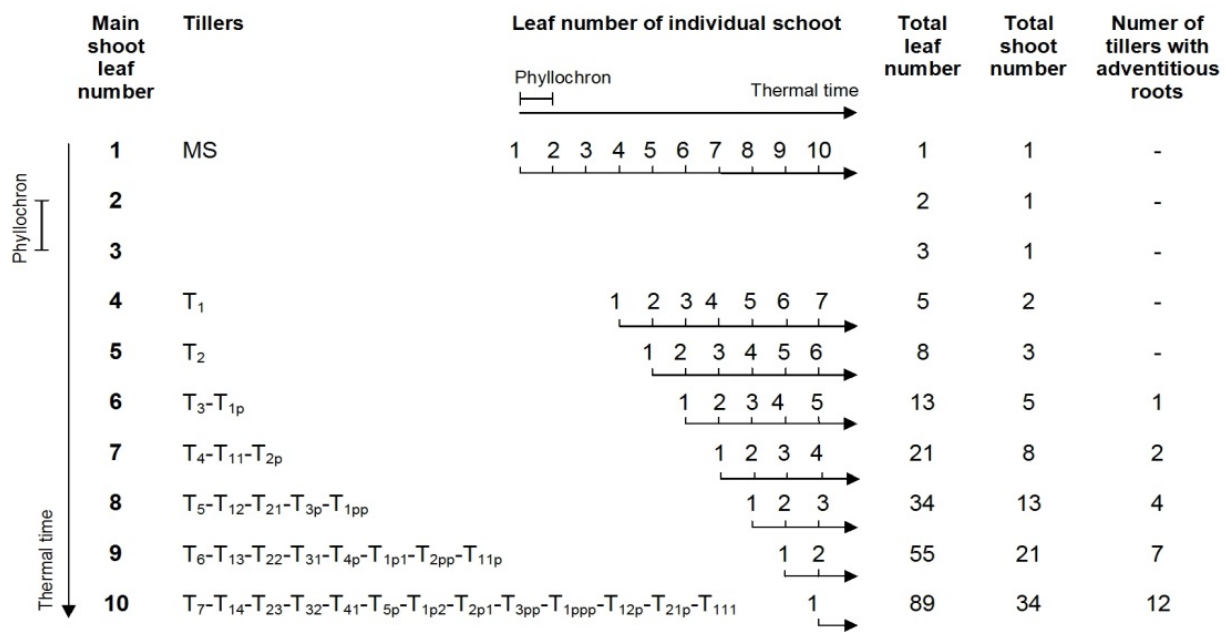 Main shoot leaf number Tillers Leaf number of individual schoot Total leaf number Total shoot number Numer of tillers with adventitious roots
Phyllochron
Thermal time
1 MS 1 2 3 4 5 6 7 8 9 10 1 1 -
2 2 1 -
3 3 1 -
4 T₁ 1 2 3 4 5 6 7 5 2 -
5 T₂ 1 2 3 4 5 6 8 3 -
6 T₃-T₁ₚ 1 2 3 4 5 13 5 1
7 T₄-T₁₁-T₂ₚ 1 2 3 4 21 8 2
8 T₅-T₁₂-T₂₁-T₃ₚ-T₁ₚₚ 1 2 3 34 13 4
9 T₆-T₁₃-T₂₂-T₃₁-T₄ₚ-T₁ₚ₁-T₂ₚₚ-T₁₁ₚ 1 2 55 21 7
10 T₇-T₁₄-T₂₃-T₃₂-T₄₁-T₅ₚ-T₁ₚ₂-T₂ₚ₁-T₃ₚₚ-T₁ₚₚₚ-T₁₂ₚ-T₂₁ₚ-T₁₁₁ 1 89 34 12
Phyllochron
Thermal time